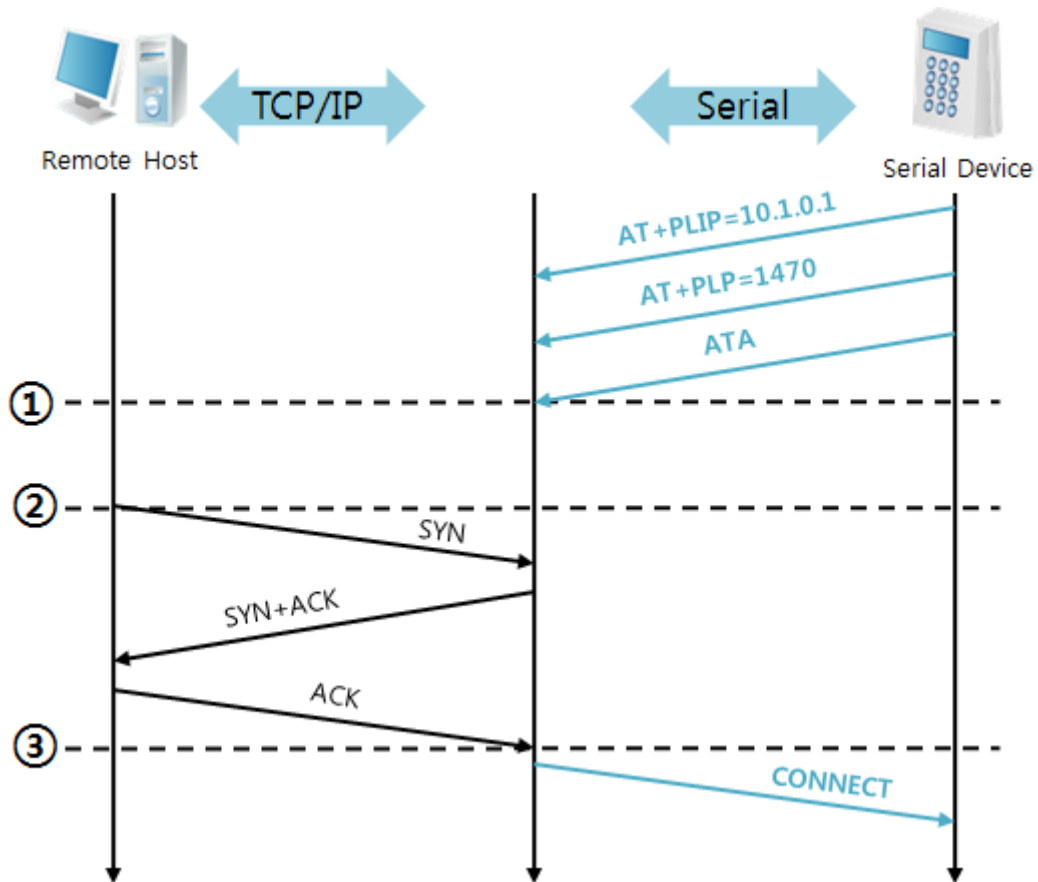 TCP/IP
Serial
Remote Host
Serial Device
AT+PLIP=10.1.0.1
AT+PLP=1470
ATA
①
②
SYN
SYN+ACK
ACK
③
CONNECT